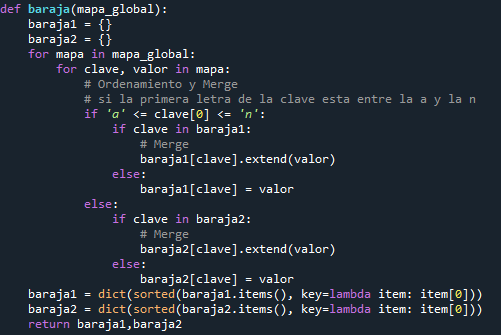 def baraja(mapa_global):
    baraja1 = {}
    baraja2 = {}
    for mapa in mapa_global:
        for clave, valor in mapa:
            # Ordenamiento y Merge
            # si la primera letra de la clave esta entre la a y la n
            if 'a' <= clave[0] <= 'n':
                if clave in baraja1:
                    # Merge
                    baraja1[clave].extend(valor)
                else:
                    baraja1[clave] = valor
            else:
                if clave in baraja2:
                    # Merge
                    baraja2[clave].extend(valor)
                else:
                    baraja2[clave] = valor
    baraja1 = dict(sorted(baraja1.items(), key=lambda item: item[0]))
    baraja2 = dict(sorted(baraja2.items(), key=lambda item: item[0]))
    return baraja1,baraja2